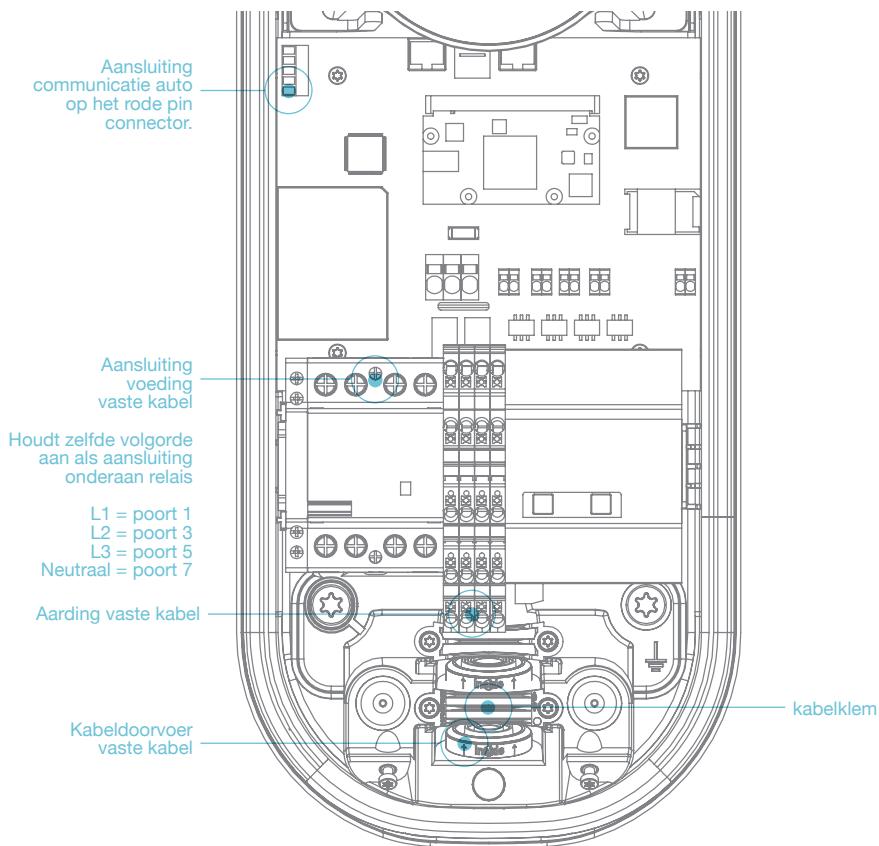 Aansluiting
communicatie auto
op het rode pin
connector.
Aansluiting
voeding
vaste kabel
Houdt zelfde volgorde
aan als aansluiting
onderaan relais
L1 = poort 1
L2 = poort 3
L3 = poort 5
Neutraal = poort 7
Aarding vaste kabel
Inside
kabelklem
Kabeldoorvoer
vaste kabel
Inside